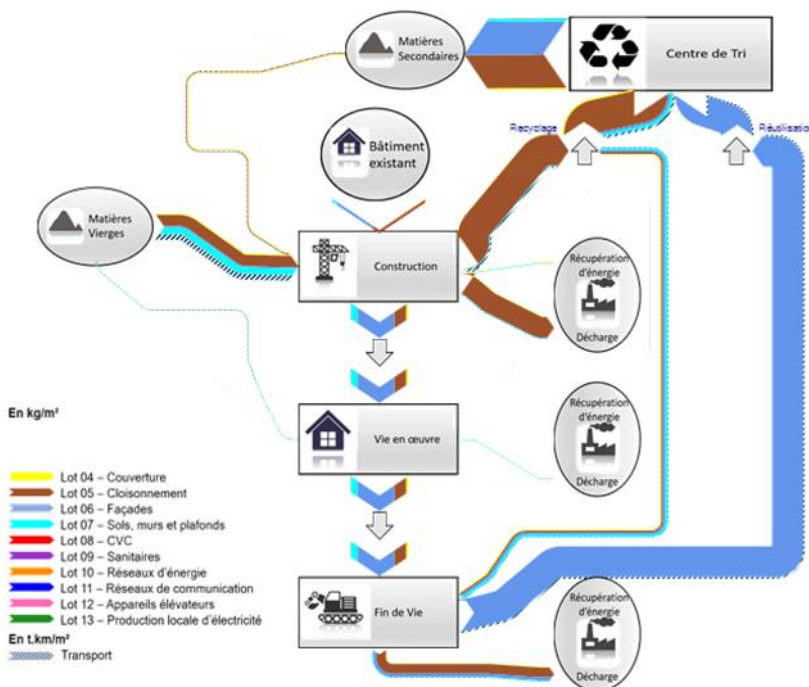 Matières
Secondaires
Centre de Tri
Recyclage
Réutilisatio
Bâtiment
existant
Matières
Vierges
Construction
Récupération
d'énergie
Décharge
En kg/m²
Vie en œuvre
Récupération
d'énergie
Décharge
Lot 04 – Couverture
Lot 05 – Cloisonnement
Lot 06 – Façades
Lot 07 – Sols, murs et plafonds
Lot 08 – CVC
Lot 09 – Sanitaires
Lot 10 – Réseaux d'énergie
Lot 11 – Réseaux de communication
Lot 12 – Appareils élévateurs
Lot 13 – Production locale d'électricité
En t.km/m²
Transport
Fin de Vie
Récupération
d'énergie
Décharge